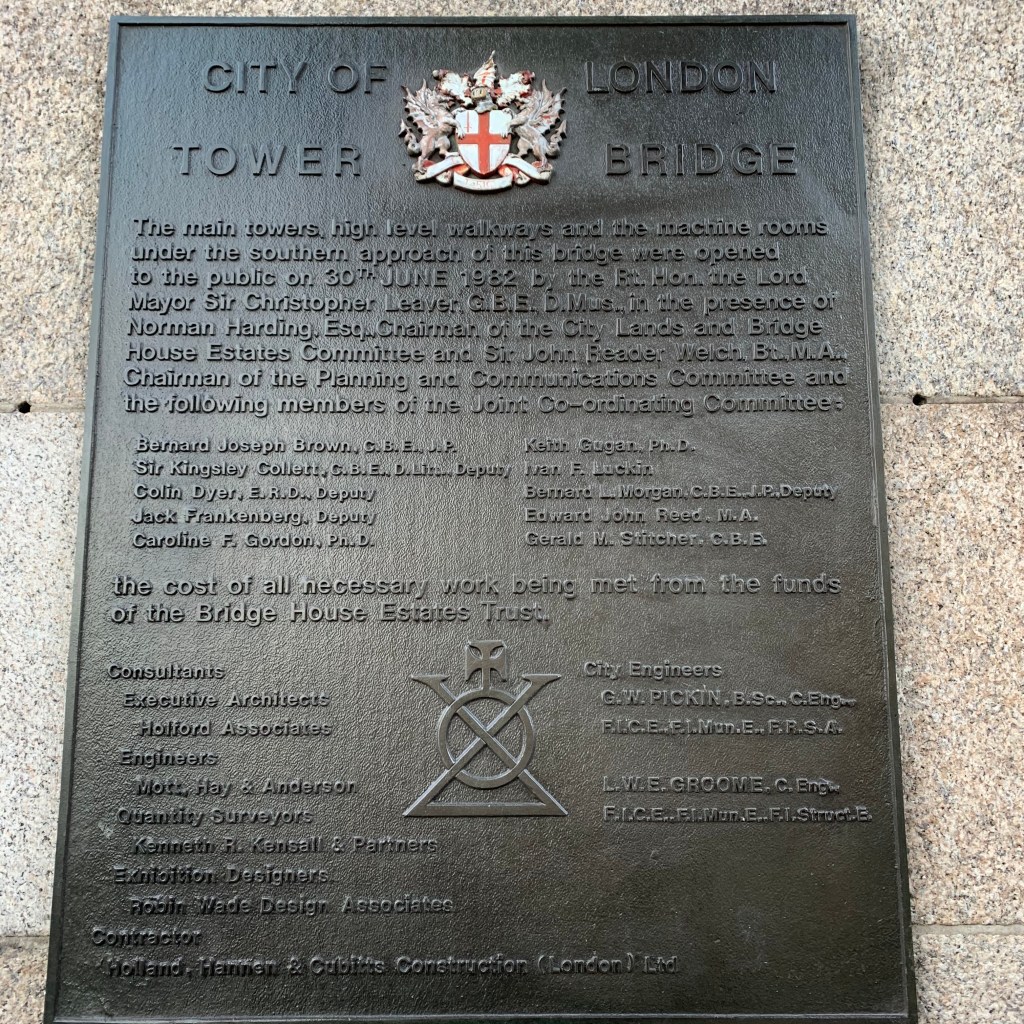 CITY OF LONDON
TOWER BRIDGE
The main towers, high level walkways and the machine rooms
under the southern approach of this bridge were opened
to the public on 30TH JUNE 1982 by the Rt. Hon. the Lord
Mayor Sir Christopher Leaver, G.B.E. D.Mus., in the presence of
Norman Harding, Esq., Chairman of the City Lands and Bridge
House Estates Committee and Sir John Reader Welch, Bt., M.A.,
Chairman of the Planning and Communications Committee and
the following members of the Joint Co-ordinating Committee:
Bernard Joseph Brown, C.B.E., J.P.
Sir Kingsley Collett, C.B.E., D.Litt., Deputy
Colin Dyer, E.R.D., Deputy
Jack Frankenberg, Deputy
Caroline F. Gordon, Ph.D.
Keith Gugan, Ph.D.
Ivan F. Luckin
Bernard L. Morgan, C.B.E., J.P., Deputy
Edward John Reed, M.A.
Gerald M. Stitcher, C.B.E.
the cost of all necessary work being met from the funds
of the Bridge House Estates Trust.
Consultants
Executive Architects
Holford Associates
Engineers
Mott, Hay & Anderson
Quantity Surveyors
Kenneth R. Kensall & Partners
Exhibition Designers
Robin Wade Design Associates
Contractor
Holland, Hannen & Cubitts Construction (London) Ltd
City Engineers
G.W. PICKIN, B.Sc., C.Eng.,
F.I.C.E., F.I.Mun.E., F.R.S.A.
L.W.E. GROOME, C.Eng.,
F.I.C.E., F.I.Mun.E., F.I.Struct.E.